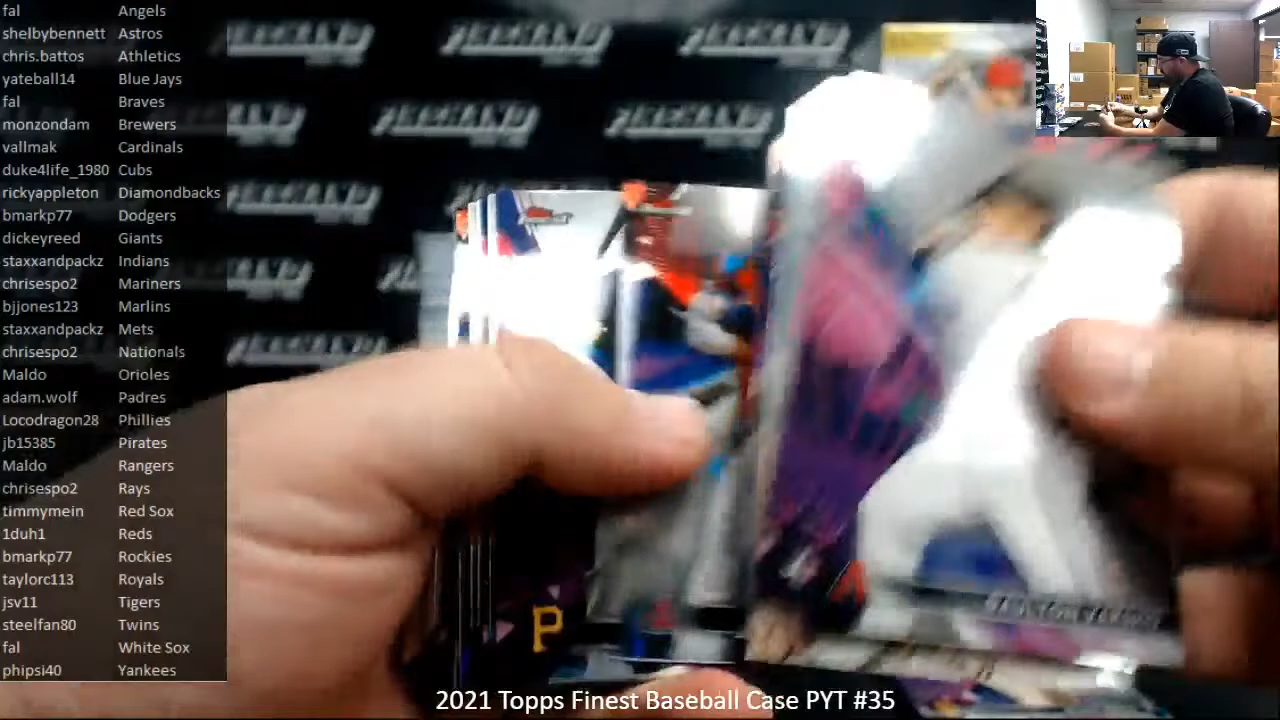 fal Angels
shelbybennett Astros
chris.battos Athletics
yateball14 Blue Jays
fal Braves
monzondam Brewers
vallmak Cardinals
duke4life_1980 Cubs
rickyappleton Diamondbacks
bmarkp77 Dodgers
dickeyreed Giants
staxxandpackz Indians
chrisespo2 Mariners
bjjones123 Marlins
staxxandpackz Mets
chrisespo2 Nationals
Maldo Orioles
adam.wolf Padres
Locodragon28 Phillies
jb15385 Pirates
Maldo Rangers
chrisespo2 Rays
timmymein Red Sox
1duh1 Reds
bmarkp77 Rockies
taylorc113 Royals
jsv11 Tigers
steelfan80 Twins
fal White Sox
phipsi40 Yankees
P
2021 Topps Finest Baseball Case PYT #35